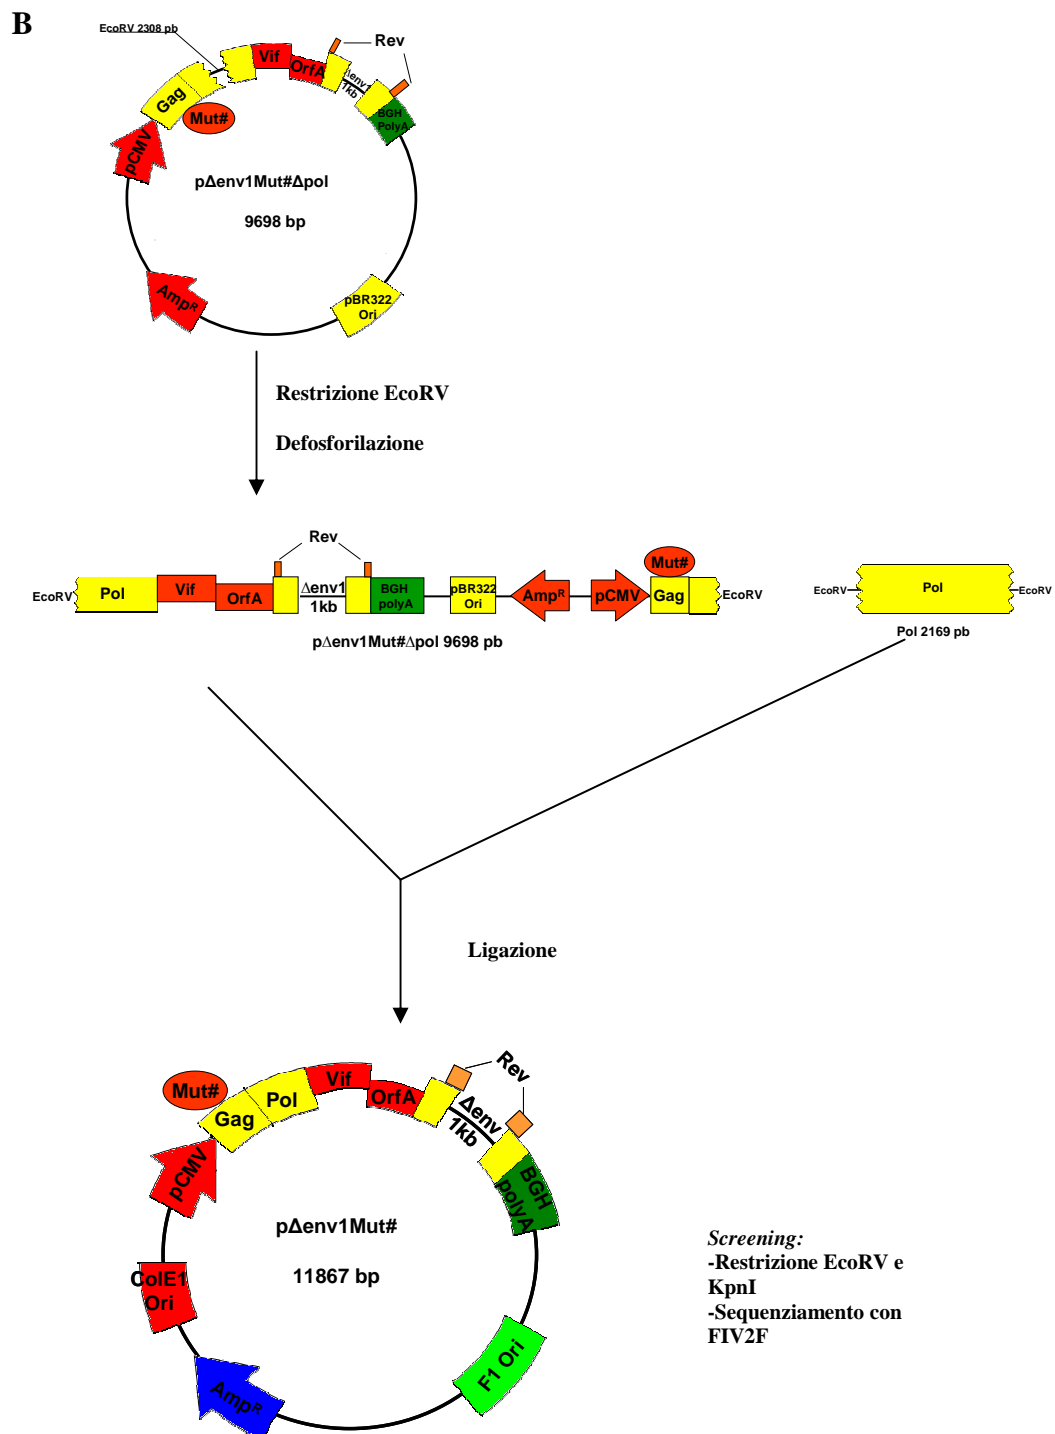 B
EcoRV 2308 pb
Vif
OrfA
Rev
Δenv1
1kb
BGH
PolyA
Gag
Mut#
pCMV
pΔenv1Mut#Δpol
9698 bp
AmpR
pBR322
Ori
Restrizione EcoRV
Defosforilazione
Rev
Mut#
EcoRV
Pol
Vif
OrfA
Δenv1
1kb
BGH
polyA
pBR322
Ori
AmpR
pCMV
Gag
EcoRV
pΔenv1Mut#Δpol 9698 pb
EcoRV
Pol
EcoRV
Pol 2169 pb
Ligazione
Mut#
Gag
Pol
Vif
OrfA
Rev
Δenv
1kb
BGH
polyA
pCMV
pΔenv1Mut#
11867 bp
ColE1
Ori
AmpR
F1 Ori
Screening:
-Restrizione EcoRV e
KpnI
-Sequenziamento con
FIV2F